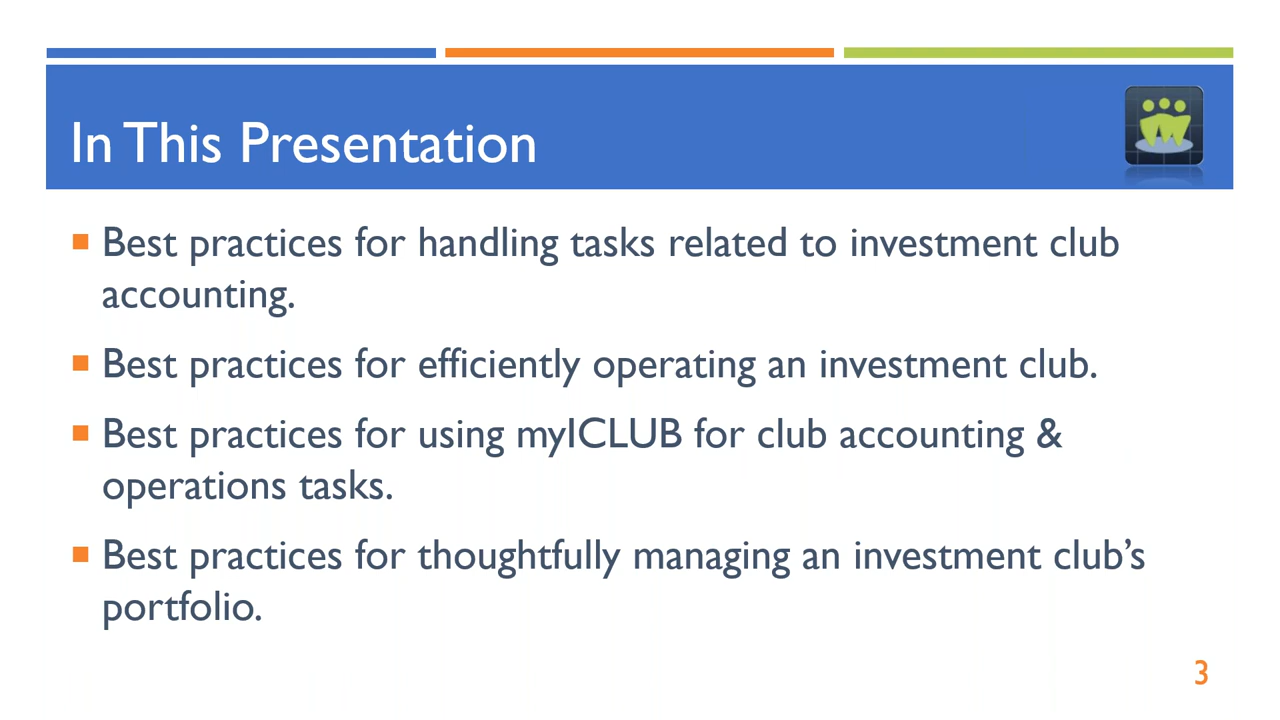 In This Presentation
Best practices for handling tasks related to investment club
accounting.
Best practices for efficiently operating an investment club.
Best practices for using myICLUB for club accounting &
operations tasks.
Best practices for thoughtfully managing an investment club’s
portfolio.
3